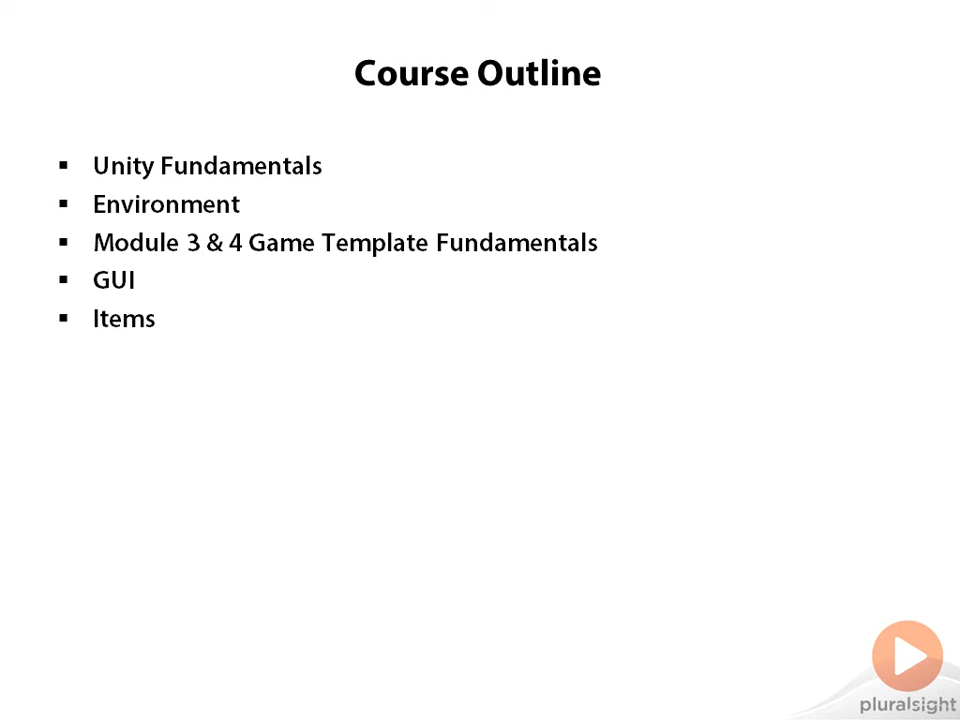 Course Outline
▪ Unity Fundamentals
▪ Environment
▪ Module 3 & 4 Game Template Fundamentals
▪ GUI
▪ Items
pluralsight